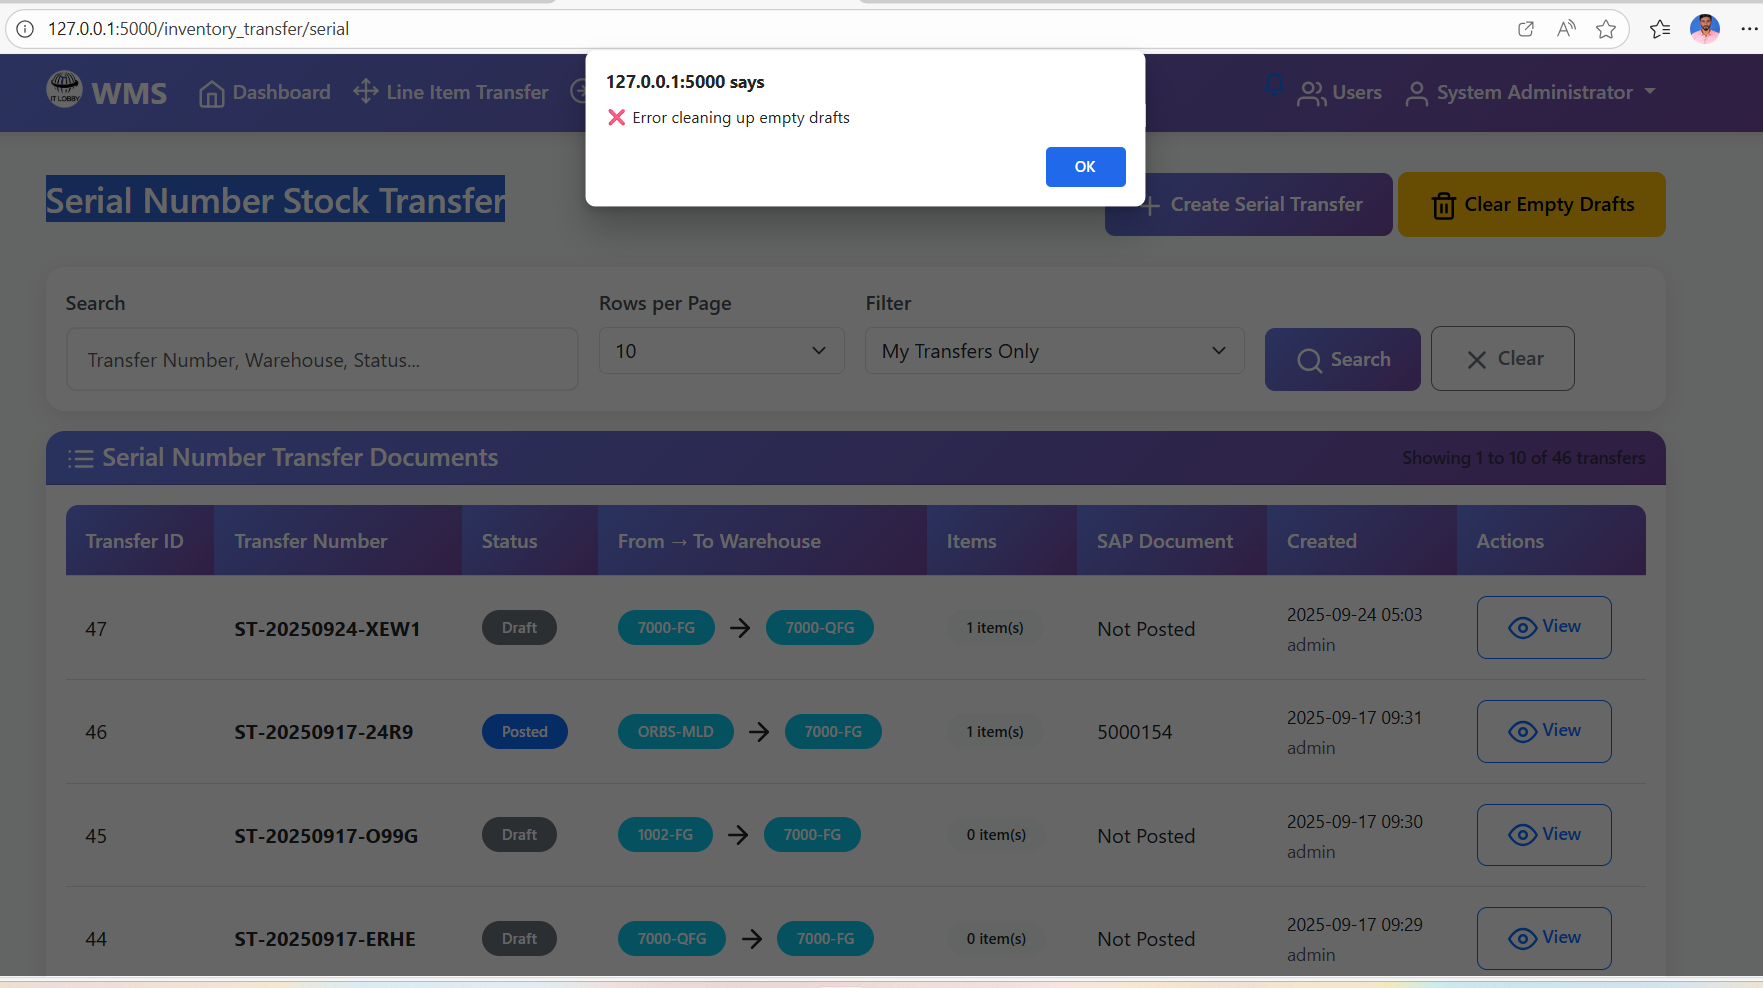 127.0.0.1:5000/inventory_transfer/serial
IT LOBBY
WMS
Dashboard
Line Item Transfer
Users
System Administrator
127.0.0.1:5000 says
❌ Error cleaning up empty drafts
OK
Serial Number Stock Transfer
Create Serial Transfer
Clear Empty Drafts
Search
Rows per Page
Filter
Transfer Number, Warehouse, Status...
10
My Transfers Only
Search
Clear
Serial Number Transfer Documents
Showing 1 to 10 of 46 transfers
Transfer ID Transfer Number Status From → To Warehouse Items SAP Document Created Actions
47 ST-20250924-XEW1 Draft 7000-FG → 7000-QFG 1 item(s) Not Posted 2025-09-24 05:03 View
admin
46 ST-20250917-24R9 Posted ORBS-MLD → 7000-FG 1 item(s) 5000154 2025-09-17 09:31 View
admin
45 ST-20250917-O99G Draft 1002-FG → 7000-FG 0 item(s) Not Posted 2025-09-17 09:30 View
admin
44 ST-20250917-ERHE Draft 7000-QFG → 7000-FG 0 item(s) Not Posted 2025-09-17 09:29 View
admin